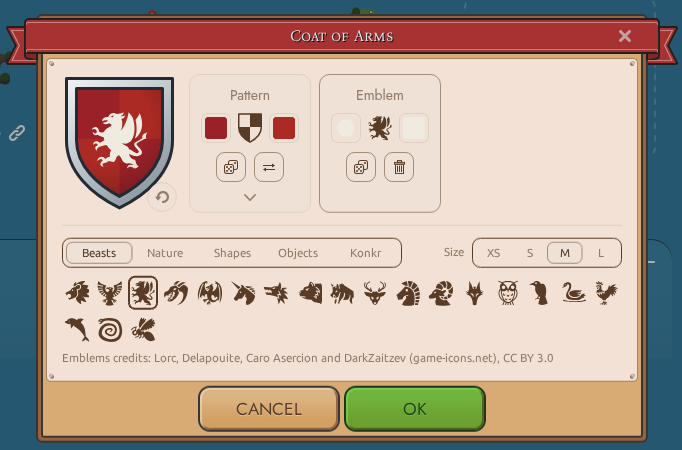 Coat of Arms
Pattern
Emblem
Beasts Nature Shapes Objects Konkr
Size XS S M L
Emblems credits: Lorc, Delapouite, Caro Asercion and DarkZaitzev (game-icons.net), CC BY 3.0
CANCEL
OK